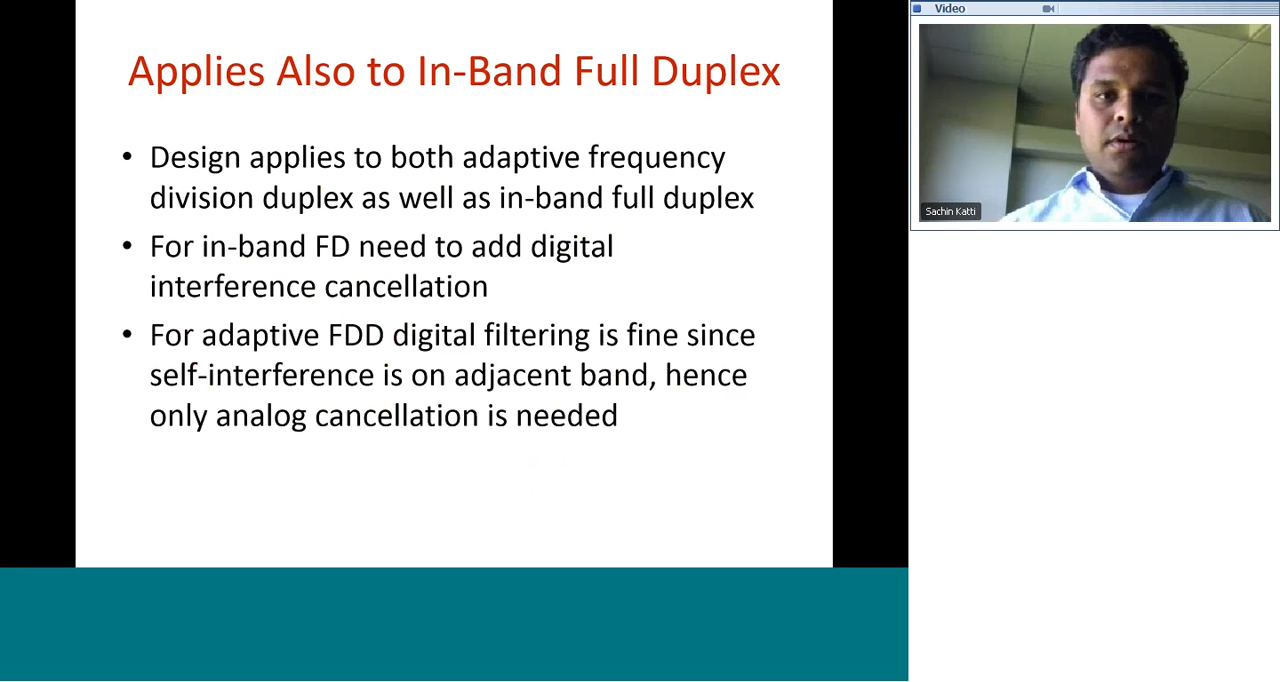 Applies Also to In-Band Full Duplex
• Design applies to both adaptive frequency
division duplex as well as in-band full duplex
• For in-band FD need to add digital
interference cancellation
• For adaptive FDD digital filtering is fine since
self-interference is on adjacent band, hence
only analog cancellation is needed
Video
Sachin Katti